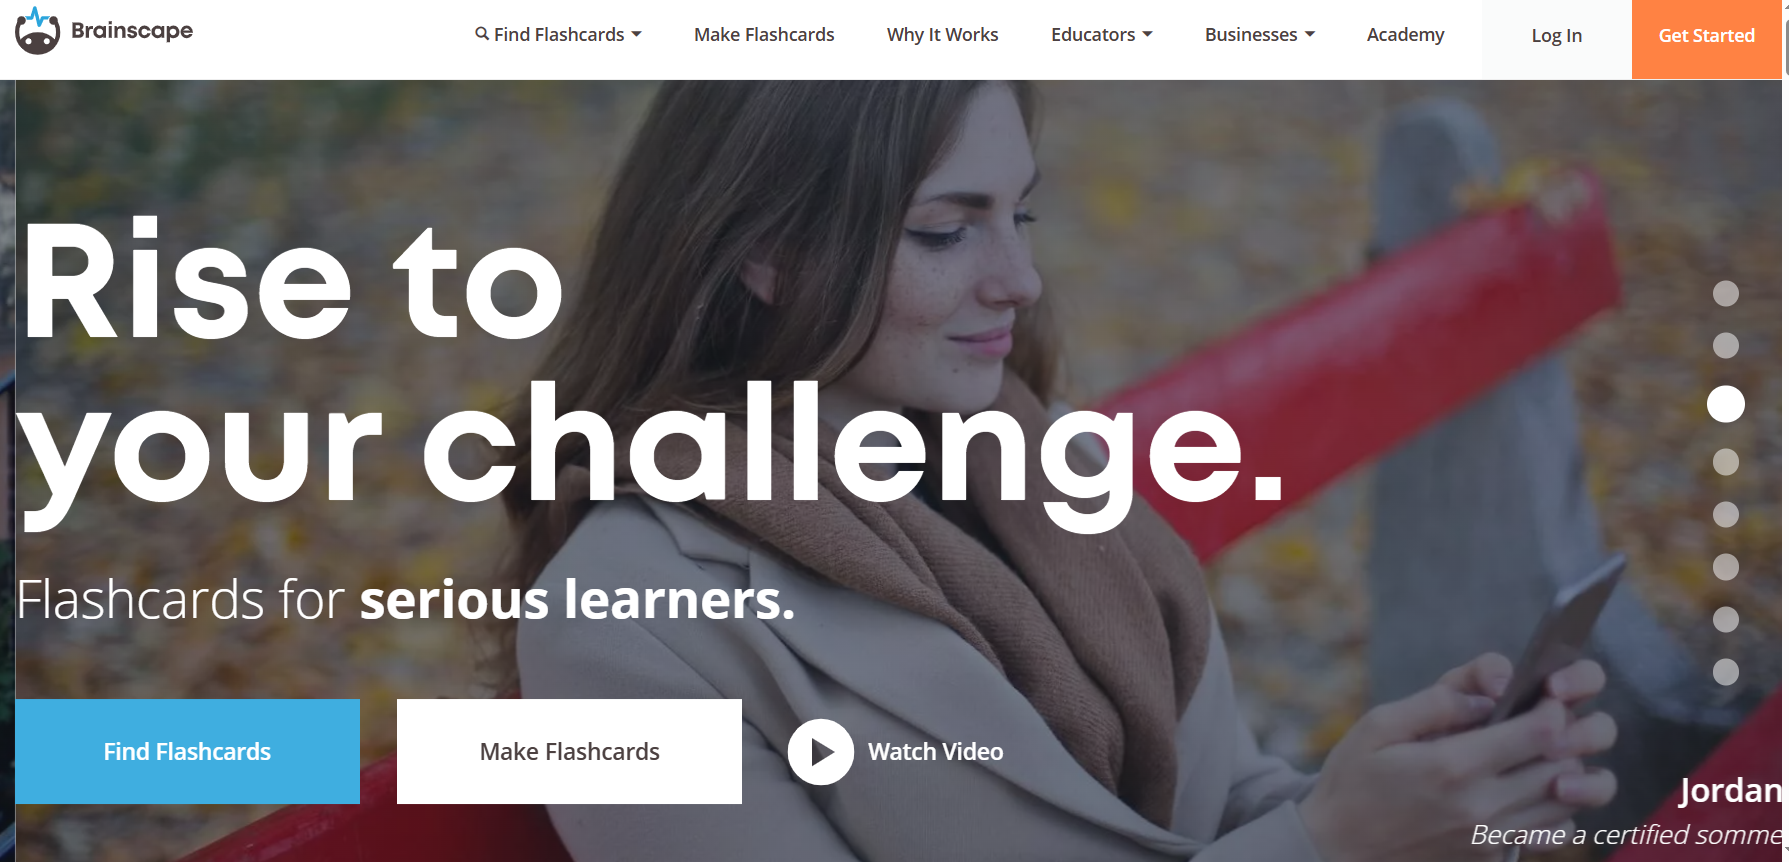 Brainscape
Find Flashcards
Make Flashcards
Why It Works
Educators
Businesses
Academy
Log In
Get Started
Rise to
your challenge.
Flashcards for serious learners.
Find Flashcards
Make Flashcards
Watch Video
Jordan
Became a certified somme